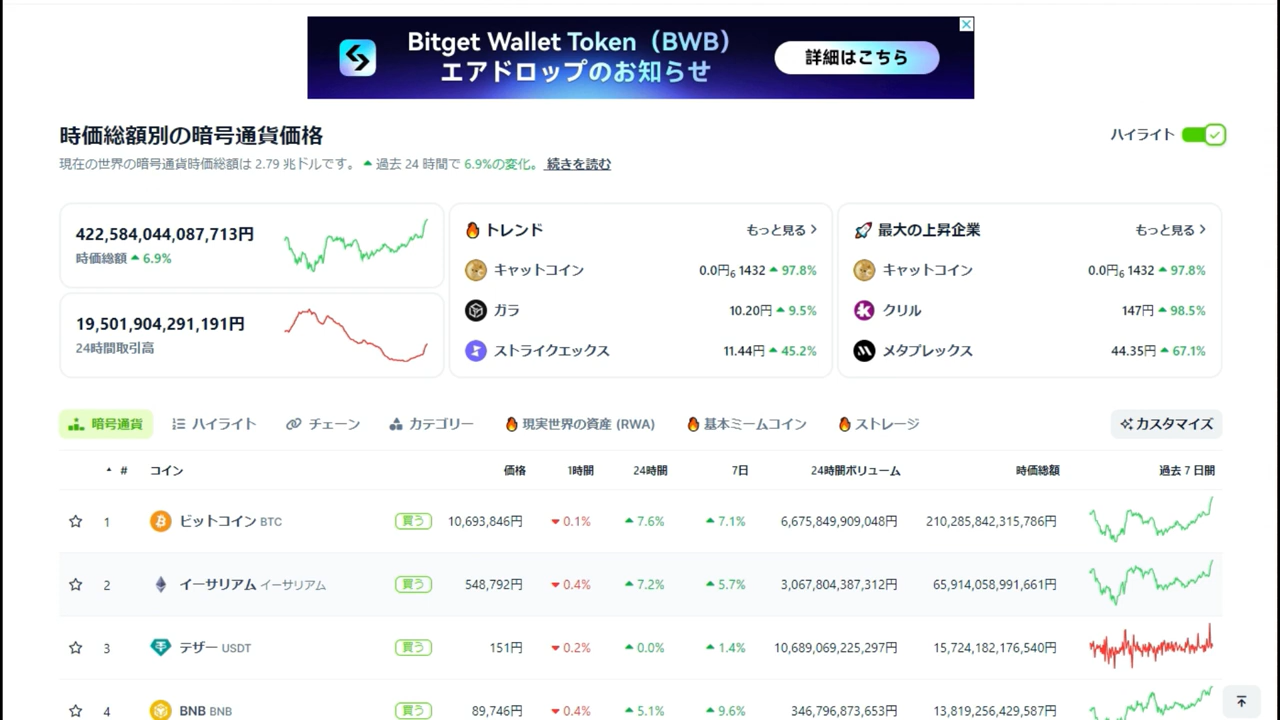 Bitget Wallet Token（BWB）
エアドロップのお知らせ
詳細はこちら
時価総額別の暗号通貨価格
ハイライト
現在の世界の暗号通貨時価総額は 2.79 兆ドルです。 過去 24 時間で 6.9%の変化。 続きを読む
422,584,044,087,713円
時価総額 6.9%
19,501,904,291,191円
24時間取引高
トレンド もっと見る
キャットコイン 0.0円6 1432 97.8%
ガラ 10.20円 9.5%
ストライクエックス 11.44円 45.2%
最大の上昇企業 もっと見る
キャットコイン 0.0円6 1432 97.8%
クリル 147円 98.5%
メタプレックス 44.35円 67.1%
暗号通貨 ハイライト チェーン カテゴリー 現実世界の資産 (RWA) 基本ミームコイン ストレージ カスタマイズ
# コイン 価格 1時間 24時間 7日 24時間ボリューム 時価総額 過去 7 日間
1 ビットコイン BTC 買う 10,693,846円 0.1% 7.6% 7.1% 6,675,849,909,048円 210,285,842,315,786円
2 イーサリアム イーサリアム 買う 548,792円 0.4% 7.2% 5.7% 3,067,804,387,312円 65,914,058,991,661円
3 テザー USDT 買う 151円 0.2% 0.0% 1.4% 10,689,069,225,297円 15,724,182,176,540円
4 BNB BNB 買う 89,746円 0.4% 5.1% 9.6% 346,796,873,653円 13,819,256,429,587円